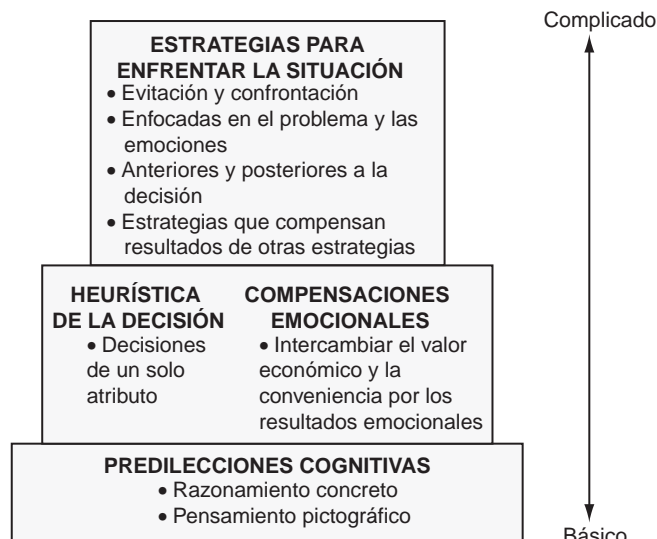 Complicado
ESTRATEGIAS PARA
ENFRENTAR LA SITUACIÓN
• Evitación y confrontación
• Enfocadas en el problema y las
emociones
• Anteriores y posteriores a la
decisión
• Estrategias que compensan
resultados de otras estrategias
HEURÍSTICA
DE LA DECISIÓN
• Decisiones
de un solo
atributo
COMPENSACIONES
EMOCIONALES
• Intercambiar el valor
económico y la
conveniencia por los
resultados emocionales
PREDILECCIONES COGNITIVAS
• Razonamiento concreto
• Pensamiento pictográfico
Básico